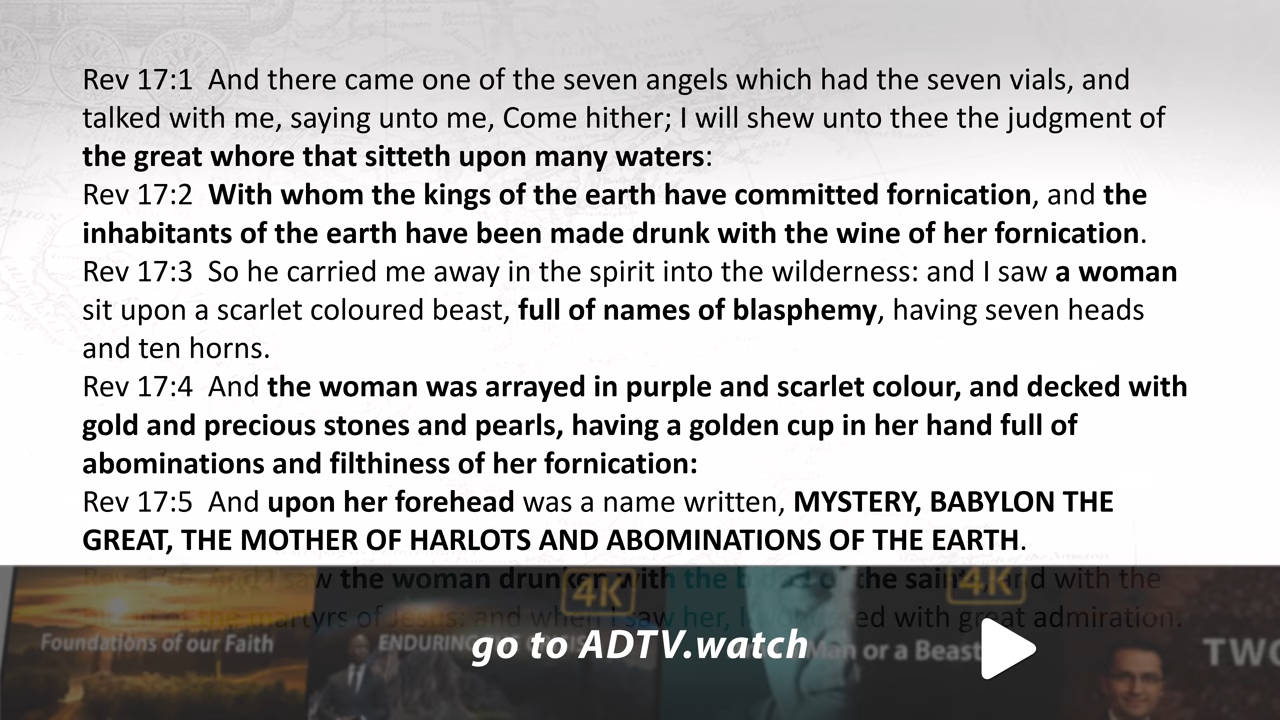 Rev 17:1  And there came one of the seven angels which had the seven vials, and
talked with me, saying unto me, Come hither; I will shew unto thee the judgment of
the great whore that sitteth upon many waters:
Rev 17:2  With whom the kings of the earth have committed fornication, and the
inhabitants of the earth have been made drunk with the wine of her fornication.
Rev 17:3  So he carried me away in the spirit into the wilderness: and I saw a woman
sit upon a scarlet coloured beast, full of names of blasphemy, having seven heads
and ten horns.
Rev 17:4  And the woman was arrayed in purple and scarlet colour, and decked with
gold and precious stones and pearls, having a golden cup in her hand full of
abominations and filthiness of her fornication:
Rev 17:5  And upon her forehead was a name written, MYSTERY, BABYLON THE
GREAT, THE MOTHER OF HARLOTS AND ABOMINATIONS OF THE EARTH.
the woman drunken with the the with the
martyrs of Jesus: and when I saw her, with great admiration.
4K
4K
Foundations of our Faith
ENDURING
go to ADTV.watch
Man or a Beast
TWO